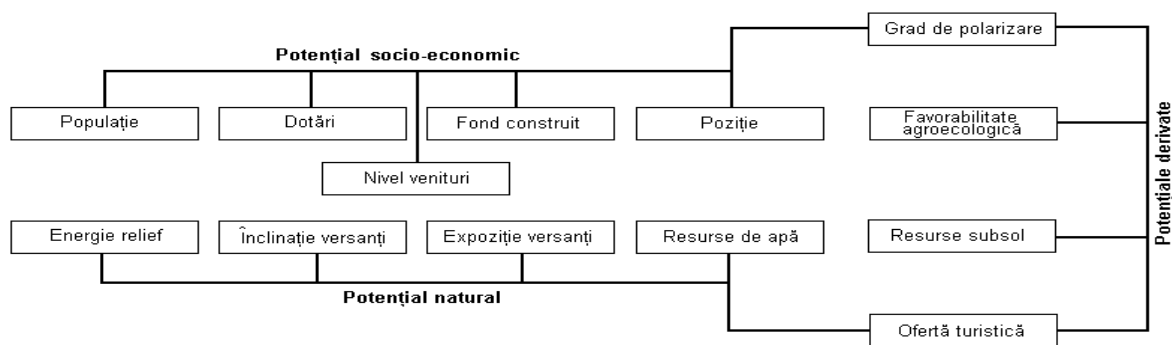 Grad de polarizare
Potențial socio-economic
Populație
Dotări
Fond construit
Poziție
Favorabilitate
agroecologică
Nivel venituri
Energie relief
Înclinație versanți
Expoziție versanți
Resurse de apă
Resurse subsol
Potențial natural
Ofertă turistică
Potențiale derivate